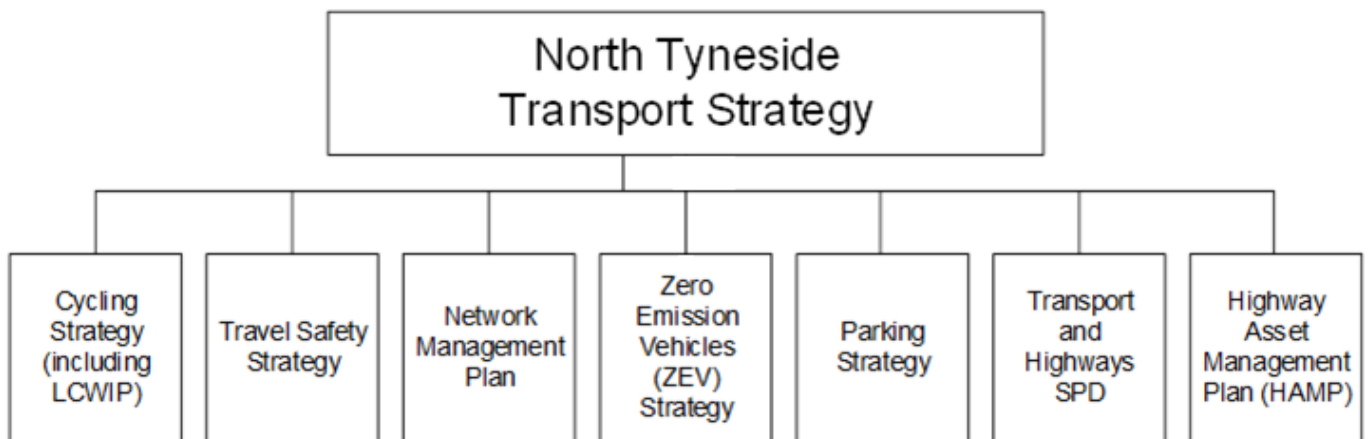 North Tyneside
Transport Strategy
Cycling
Strategy
(including
LCWIP)
Travel Safety
Strategy
Network
Management
Plan
Zero
Emission
Vehicles
(ZEV)
Strategy
Parking
Strategy
Transport
and
Highways
SPD
Highway
Asset
Management
Plan (HAMP)